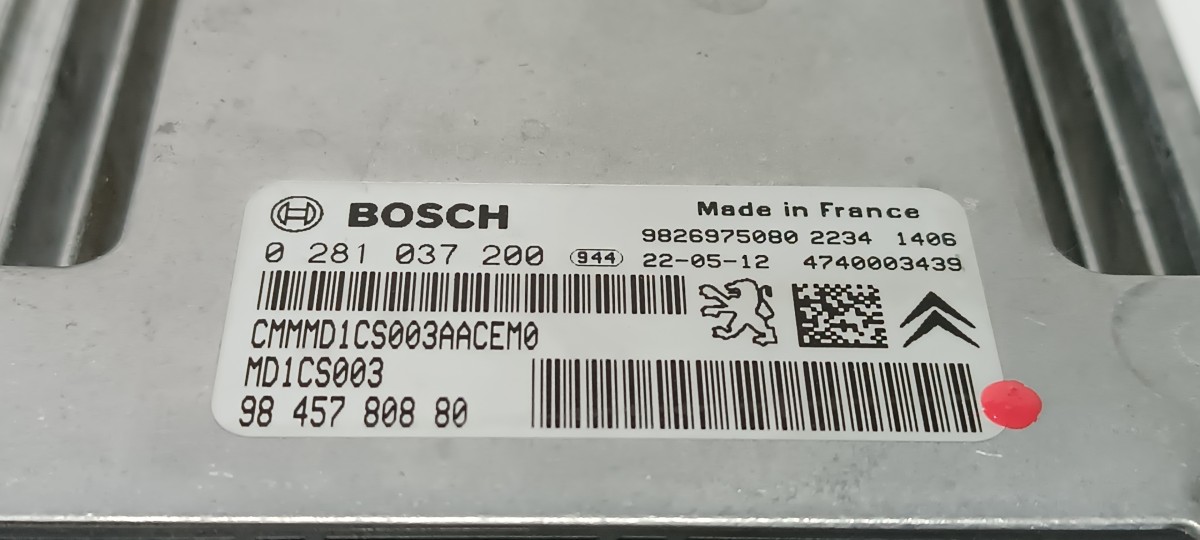 BOSCH
Made in France
0 281 037 200 944
9826975080 2234 1406
22-05-12 4740003439
CMMMD1CS003AACEM0
MD1CS003
98 457 808 80